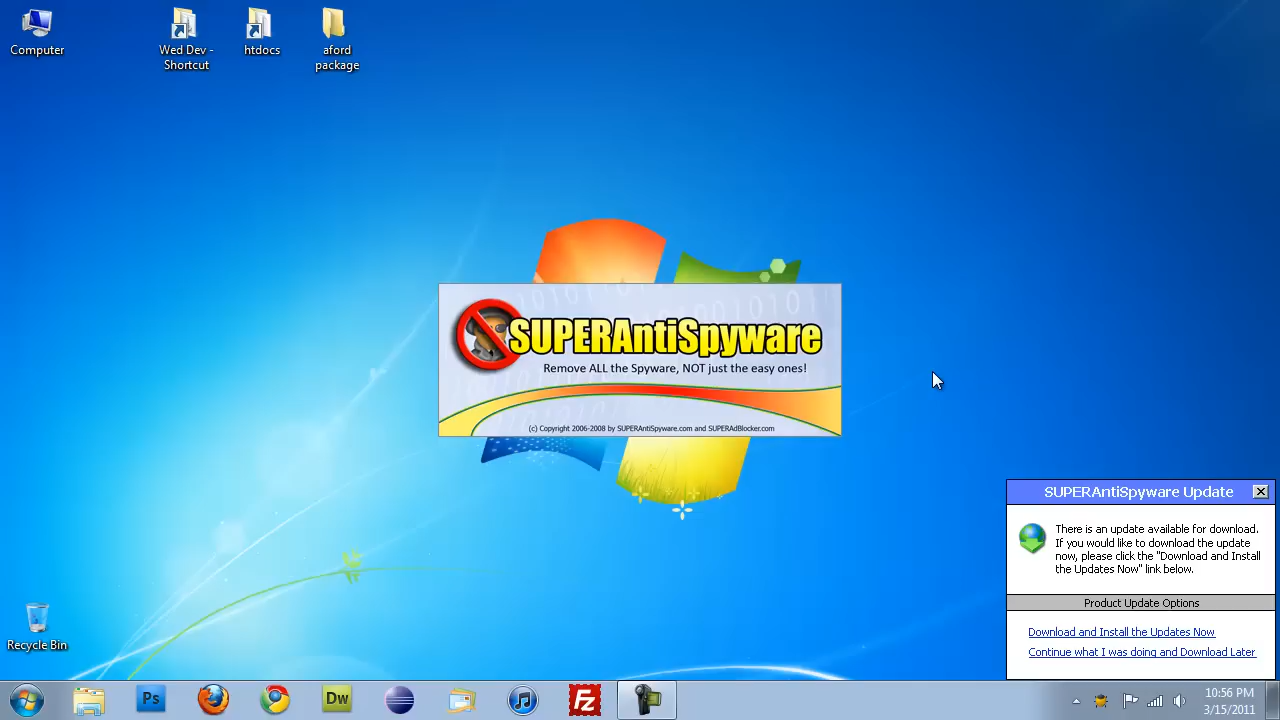 Computer
Wed Dev -
Shortcut
htdocs
aford
package
SUPERAntiSpyware
Remove ALL the Spyware, NOT just the easy ones!
(c) Copyright 2006-2008 by SUPERAntiSpyware.com and SUPERAdBlocker.com
SUPERAntiSpyware Update
There is an update available for download.
If you would like to download the update
now, please click the "Download and Install
the Updates Now" link below.
Product Update Options
Download and Install the Updates Now
Continue what I was doing and Download Later
Recycle Bin
Ps
Dw
Fz
10:56 PM
3/15/2011